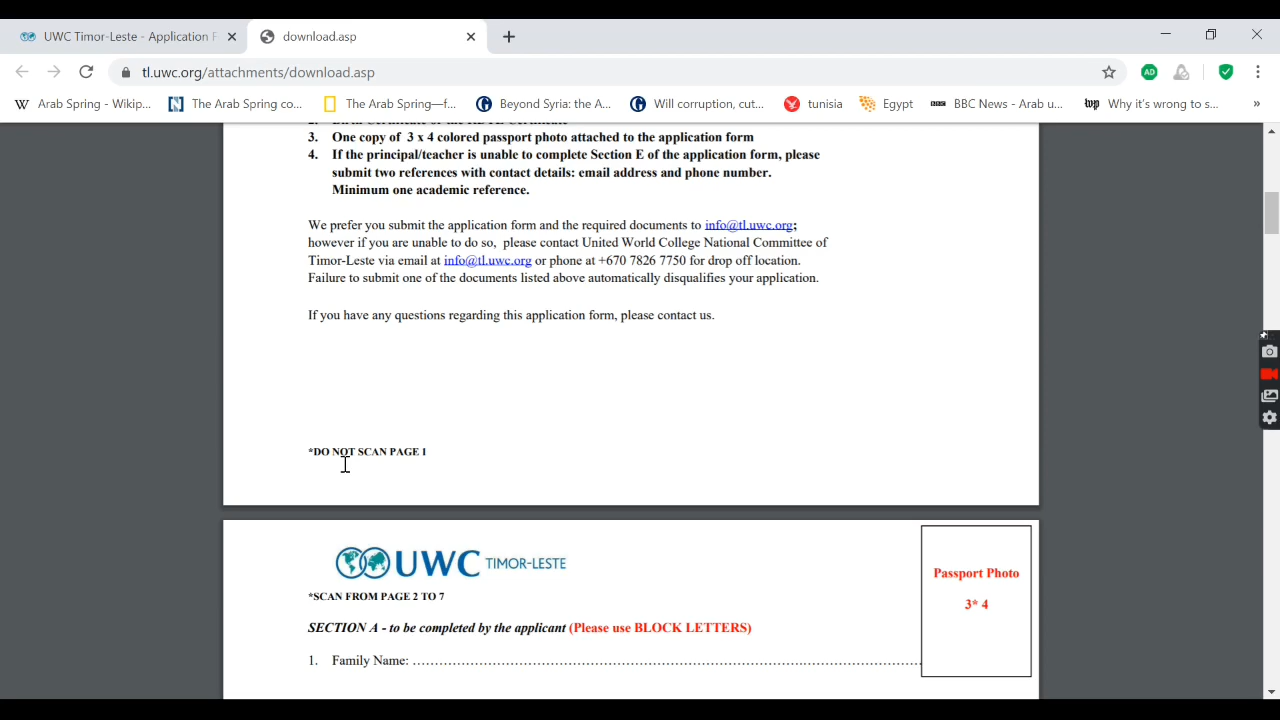 UWC Timor-Leste - Application F
download.asp
tl.uwc.org/attachments/download.asp
AD
W Arab Spring - Wikip...
N The Arab Spring co...
The Arab Spring—f...
Beyond Syria: the A...
Will corruption, cut...
tunisia
Egypt
BBC News - Arab u...
wp Why it's wrong to s...
»
3. One copy of 3 x 4 colored passport photo attached to the application form
4. If the principal/teacher is unable to complete Section E of the application form, please
submit two references with contact details: email address and phone number.
Minimum one academic reference.
We prefer you submit the application form and the required documents to info@tl.uwc.org;
however if you are unable to do so, please contact United World College National Committee of
Timor-Leste via email at info@tl.uwc.org or phone at +670 7826 7750 for drop off location.
Failure to submit one of the documents listed above automatically disqualifies your application.
If you have any questions regarding this application form, please contact us.
*DO NOT SCAN PAGE 1
UWC TIMOR-LESTE
Passport Photo
3* 4
*SCAN FROM PAGE 2 TO 7
SECTION A - to be completed by the applicant (Please use BLOCK LETTERS)
1. Family Name: ........................................................................